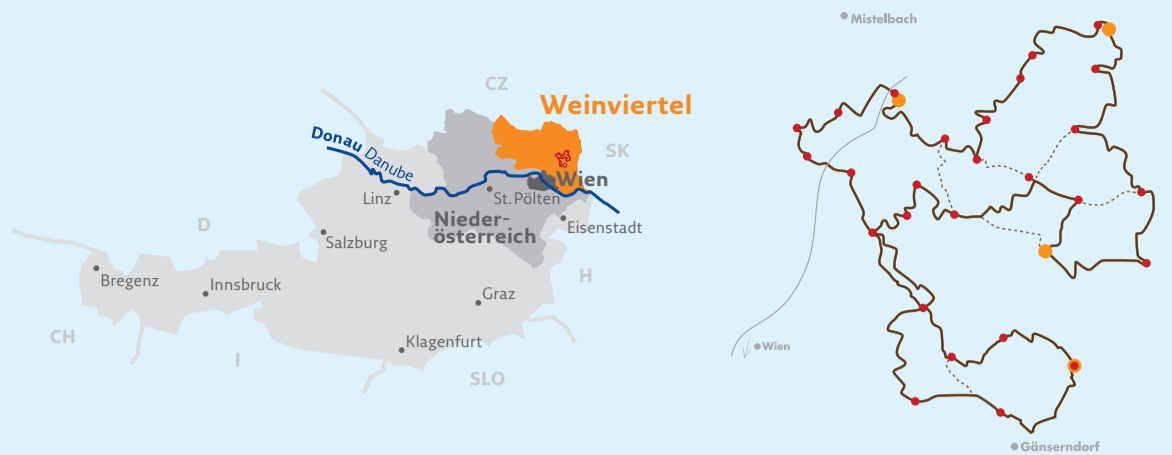 Mistelbach
CZ
Weinviertel
Donau Danube
SK
Wien
Linz
St. Pölten
Nieder-
österreich
Eisenstadt
D
Salzburg
H
Bregenz
Innsbruck
Graz
CH
Klagenfurt
I
SLO
Wien
Gänserndorf